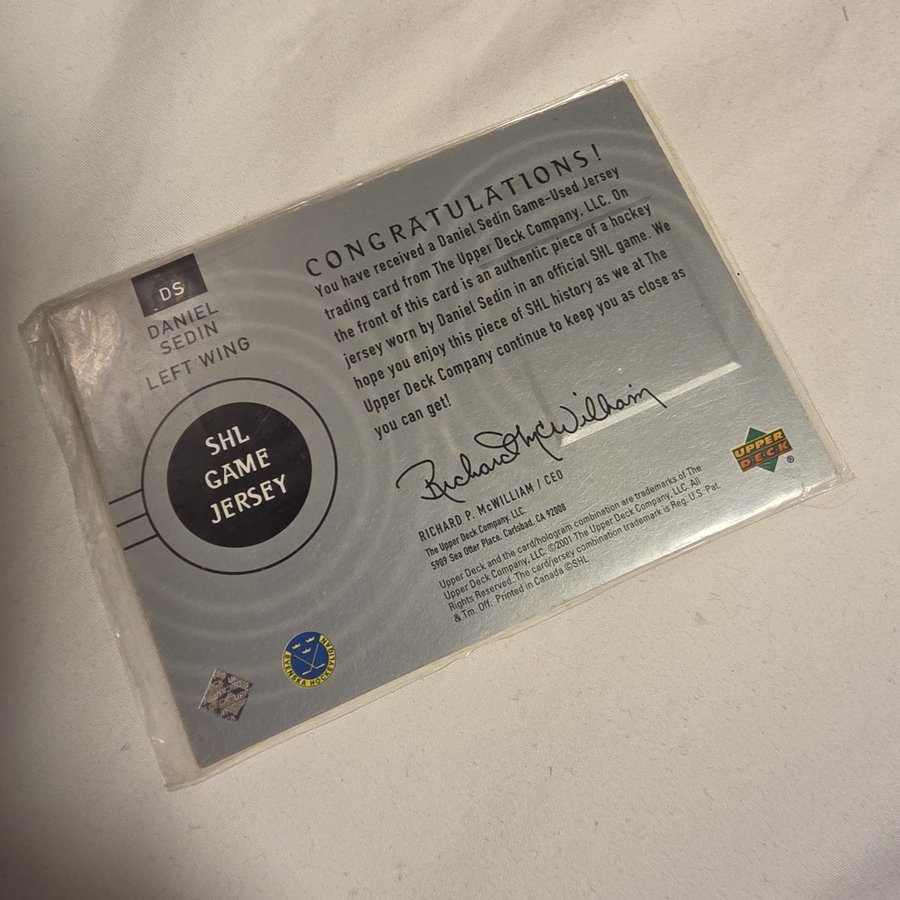 DS
DANIEL
SEDIN
LEFT WING
SHL
GAME
JERSEY
CONGRATULATIONS!
You have received a Daniel Sedin Game-Used Jersey
trading card from The Upper Deck Company, LLC. On
the front of this card is an authentic piece of a hockey
jersey worn by Daniel Sedin in an official SHL game. We
hope you enjoy this piece of SHL history as we at The
Upper Deck Company continue to keep you as close as
you can get!
Richard McWilliam
RICHARD P. McWILLIAM / CEO
The Upper Deck Company, LLC.
5909 Sea Otter Place, Carlsbad, CA 92008
Upper Deck and the card/hologram combination are trademarks of The
Upper Deck Company, LLC. ©2001 The Upper Deck Company, LLC. All
Rights Reserved. The card/jersey combination trademark is Reg. U.S. Pat.
& Tm. Off. Printed in Canada ©SHL
UPPER
DECK®
SVENSKA HOCKEYLIGAN